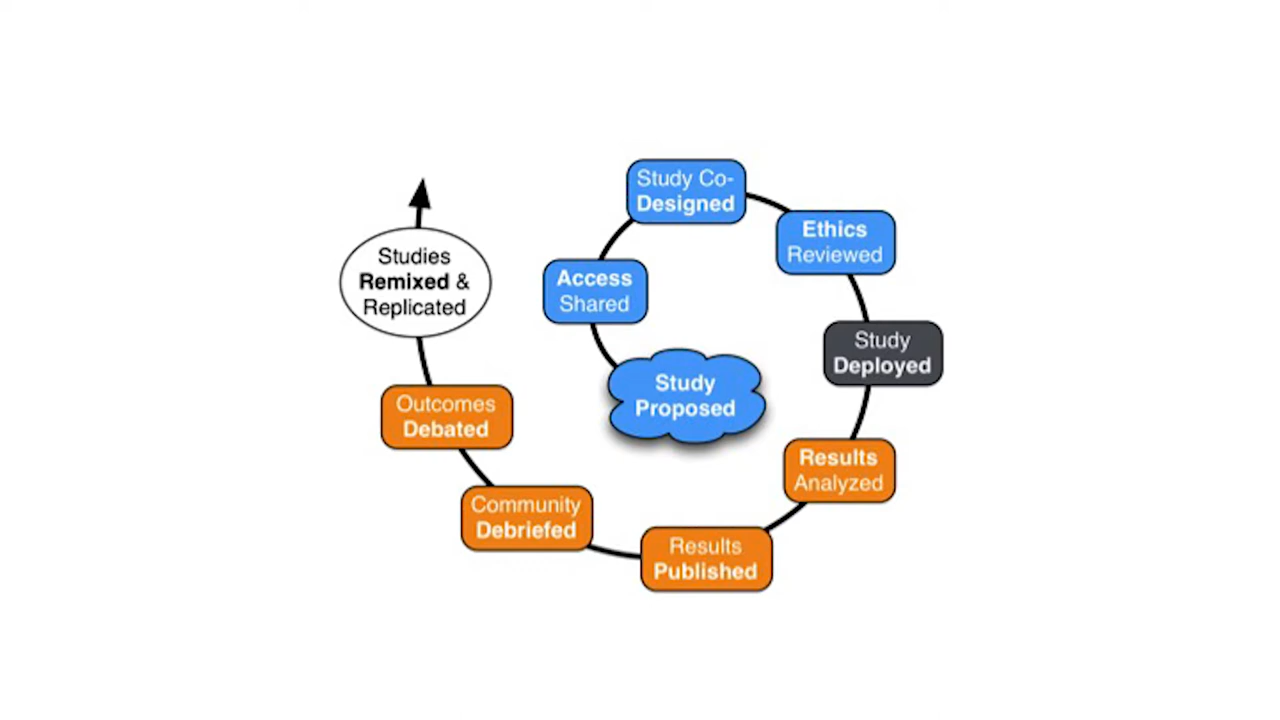 Study
Proposed
Access
Shared
Study Co-
Designed
Ethics
Reviewed
Study
Deployed
Results
Analyzed
Results
Published
Community
Debriefed
Outcomes
Debated
Studies
Remixed &
Replicated